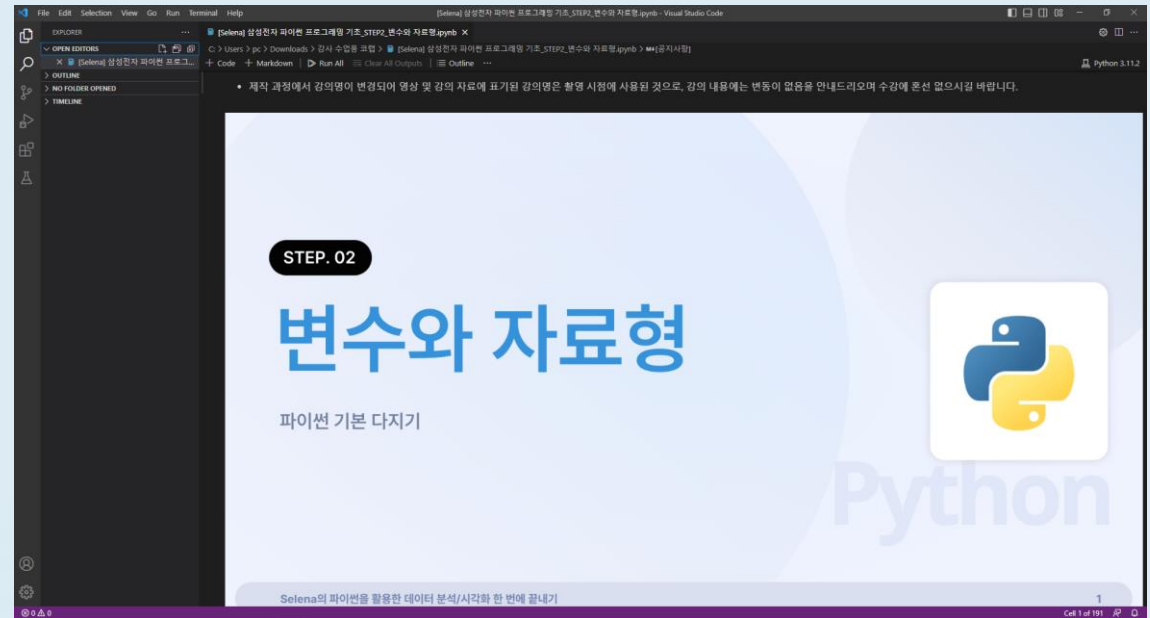 File Edit Selection View Go Run Terminal Help
[Selena] 삼성전자 파이썬 프로그래밍 기초_STEP2_변수와 자료형.ipynb - Visual Studio Code
EXPLORER ···
[Selena] 삼성전자 파이썬 프로그래밍 기초_STEP2_변수와 자료형.ipynb
OPEN EDITORS
C: > Users > pc > Downloads > 강사 수업용 코랩 > [Selena] 삼성전자 파이썬 프로그래밍 기초_STEP2_변수와 자료형.ipynb > M↓[공지사항]
[Selena] 삼성전자 파이썬 프로그...
+ Code + Markdown | Run All Clear All Outputs | Outline ···
Python 3.11.2
OUTLINE
NO FOLDER OPENED
TIMELINE
• 제작 과정에서 강의명이 변경되어 영상 및 강의 자료에 표기된 강의명은 촬영 시점에 사용된 것으로, 강의 내용에는 변동이 없음을 안내드리오며 수강에 혼선 없으시길 바랍니다.
STEP. 02
변수와 자료형
파이썬 기본 다지기
Python
Selena의 파이썬을 활용한 데이터 분석/시각화 한 번에 끝내기
1
0 0
Cell 1 of 191